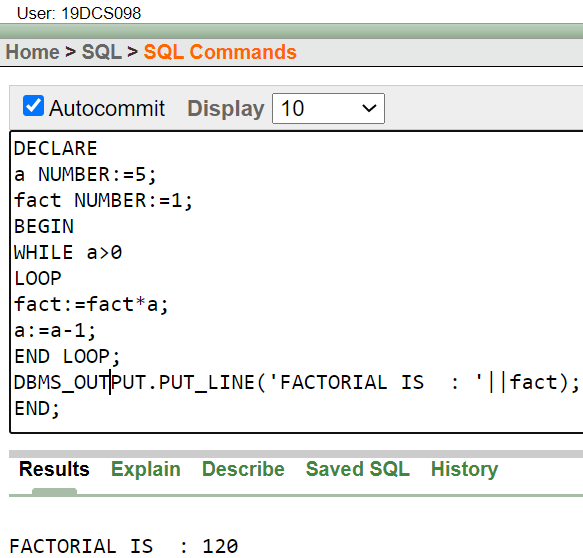 User: 19DCS098
Home > SQL > SQL Commands
Autocommit Display 10
DECLARE
a NUMBER:=5;
fact NUMBER:=1;
BEGIN
WHILE a>0
LOOP
fact:=fact*a;
a:=a-1;
END LOOP;
DBMS_OUTPUT.PUT_LINE('FACTORIAL IS  : '||fact);
END;
Results Explain Describe Saved SQL History
FACTORIAL IS  : 120